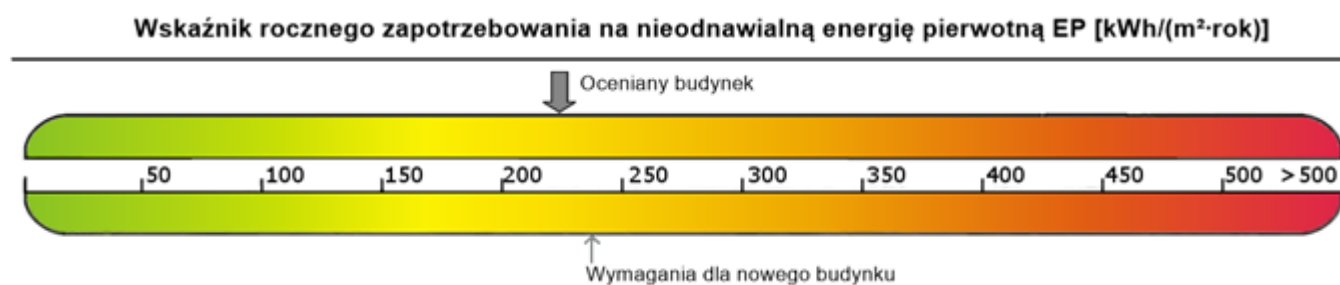 Wskaźnik rocznego zapotrzebowania na nieodnawialną energię pierwotną EP [kWh/(m²·rok)]
Oceniany budynek
50 100 150 200 250 300 350 400 450 500 >500
Wymagania dla nowego budynku